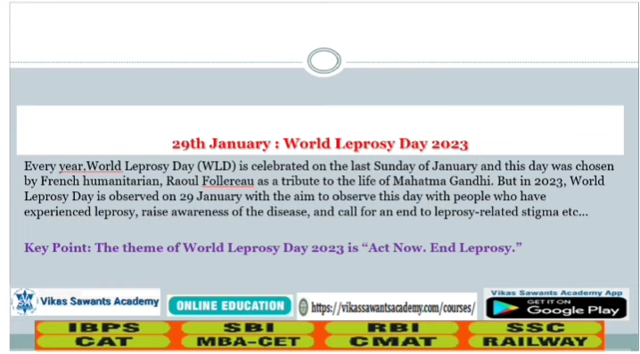 29th January : World Leprosy Day 2023
Every year,World Leprosy Day (WLD) is celebrated on the last Sunday of January and this day was chosen
by French humanitarian, Raoul Follereau as a tribute to the life of Mahatma Gandhi. But in 2023, World
Leprosy Day is observed on 29 January with the aim to observe this day with people who have
experienced leprosy, raise awareness of the disease, and call for an end to leprosy-related stigma etc...
Key Point: The theme of World Leprosy Day 2023 is “Act Now. End Leprosy.”
Vikas Sawants Academy
ONLINE EDUCATION
https://vikassawantsacademy.com/courses/
Vikas Sawants Academy App
GET IT ON
Google Play
IBPS SBI RBI SSC
CAT MBA-CET CMAT RAILWAY